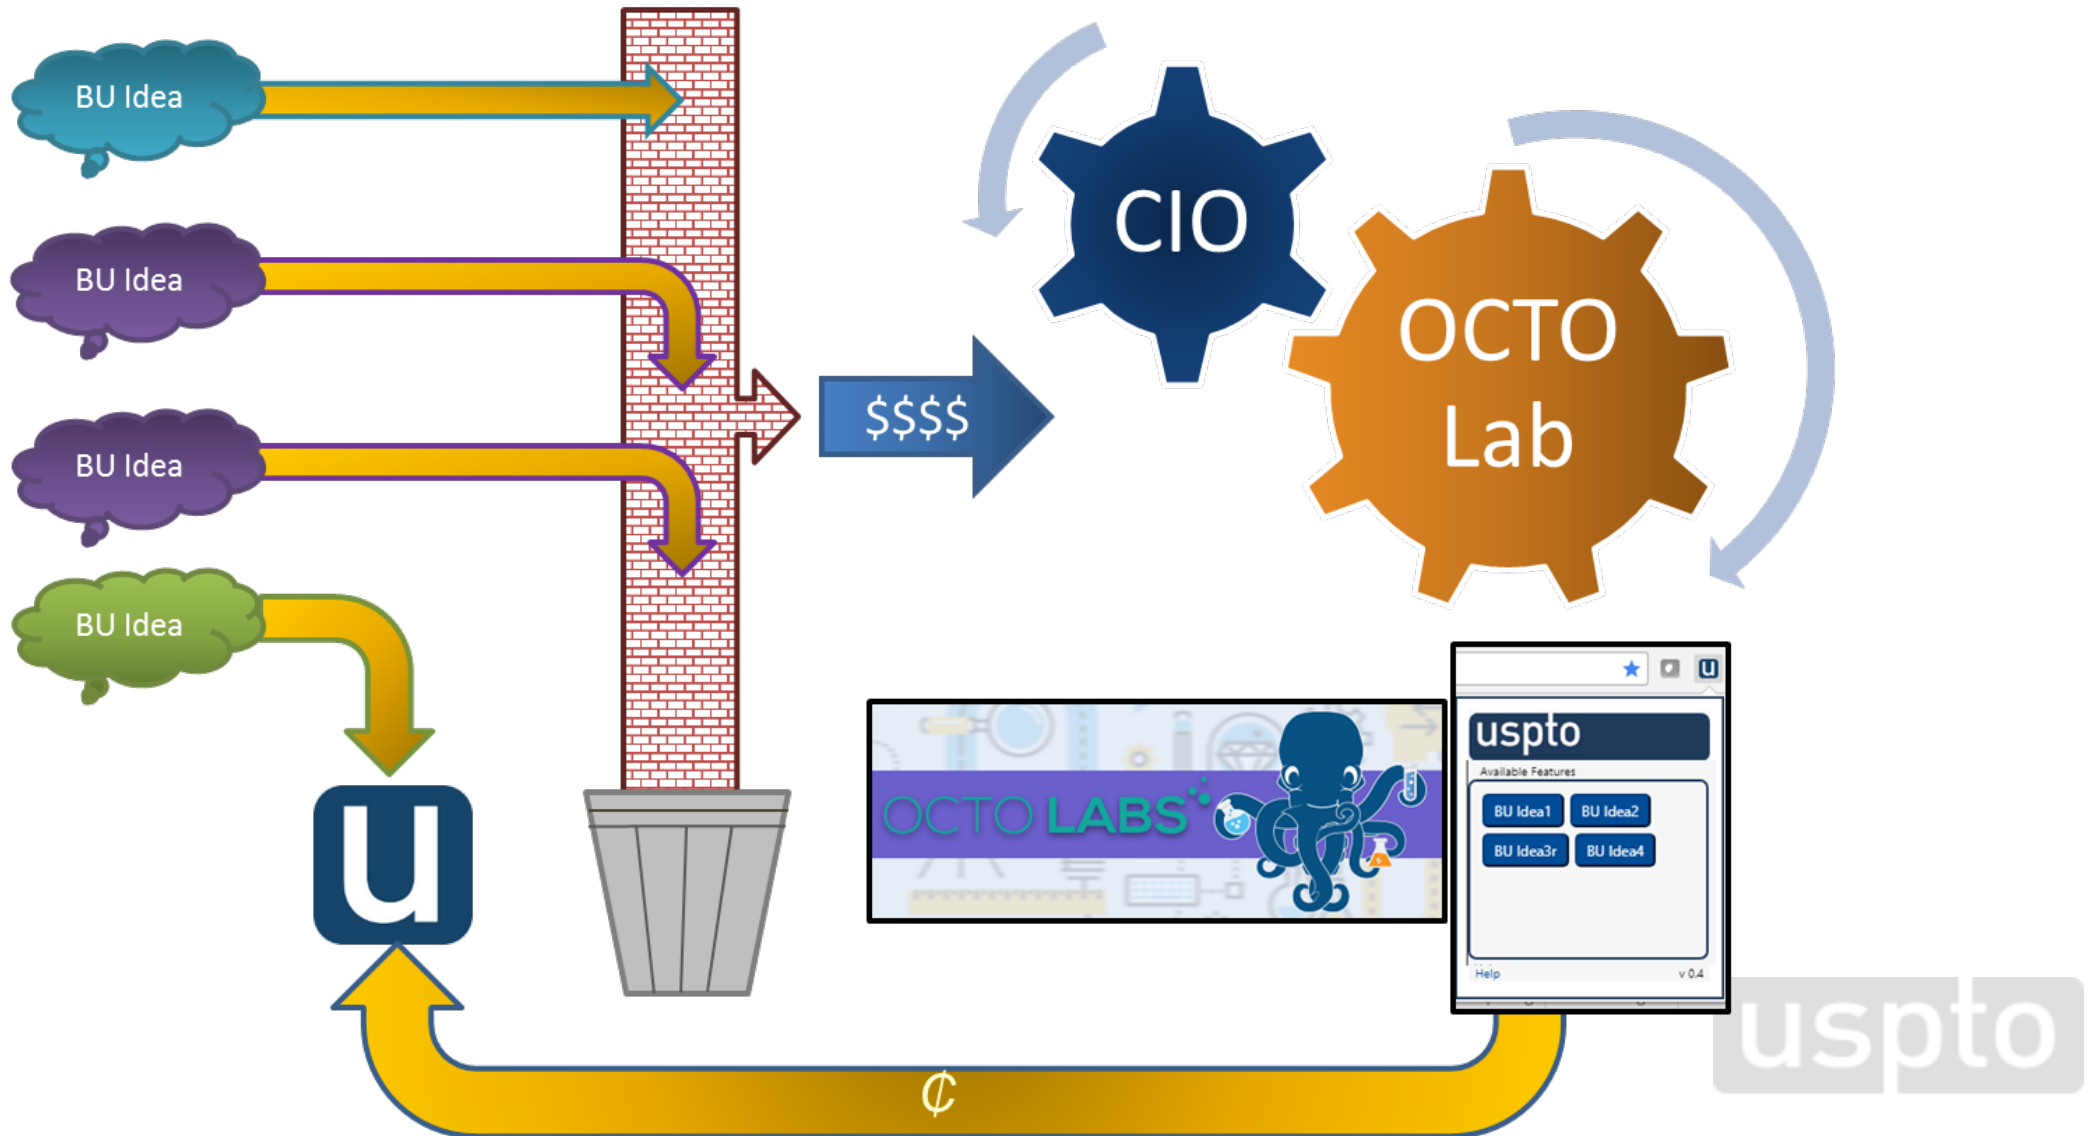 BU Idea
BU Idea
BU Idea
BU Idea
$$$$
CIO
OCTO
Lab
u
OCTO LABS
u
uspto
Available Features
BU Idea1
BU Idea2
BU Idea3r
BU Idea4
Help
v 0.4
₵
uspto